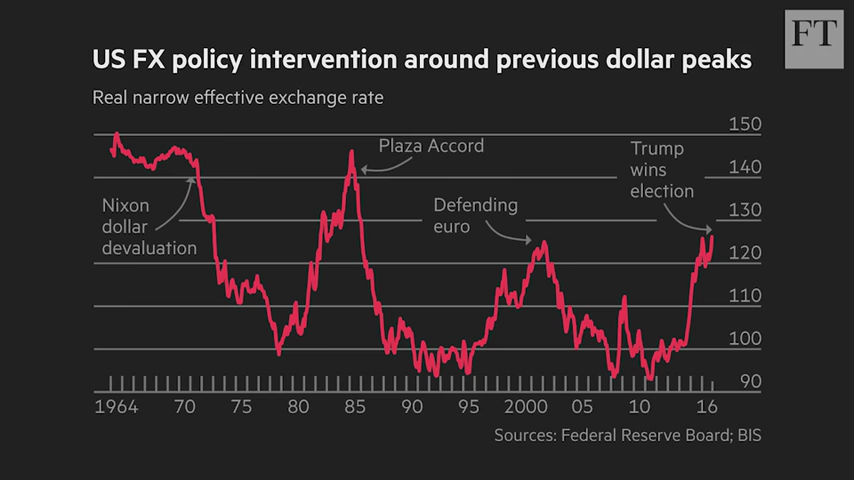 FT
US FX policy intervention around previous dollar peaks
Real narrow effective exchange rate
150
Plaza Accord
Trump
wins
election
140
Nixon
dollar
devaluation
Defending
euro
130
120
110
100
90
1964 70 75 80 85 90 95 2000 05 10 16
Sources: Federal Reserve Board; BIS